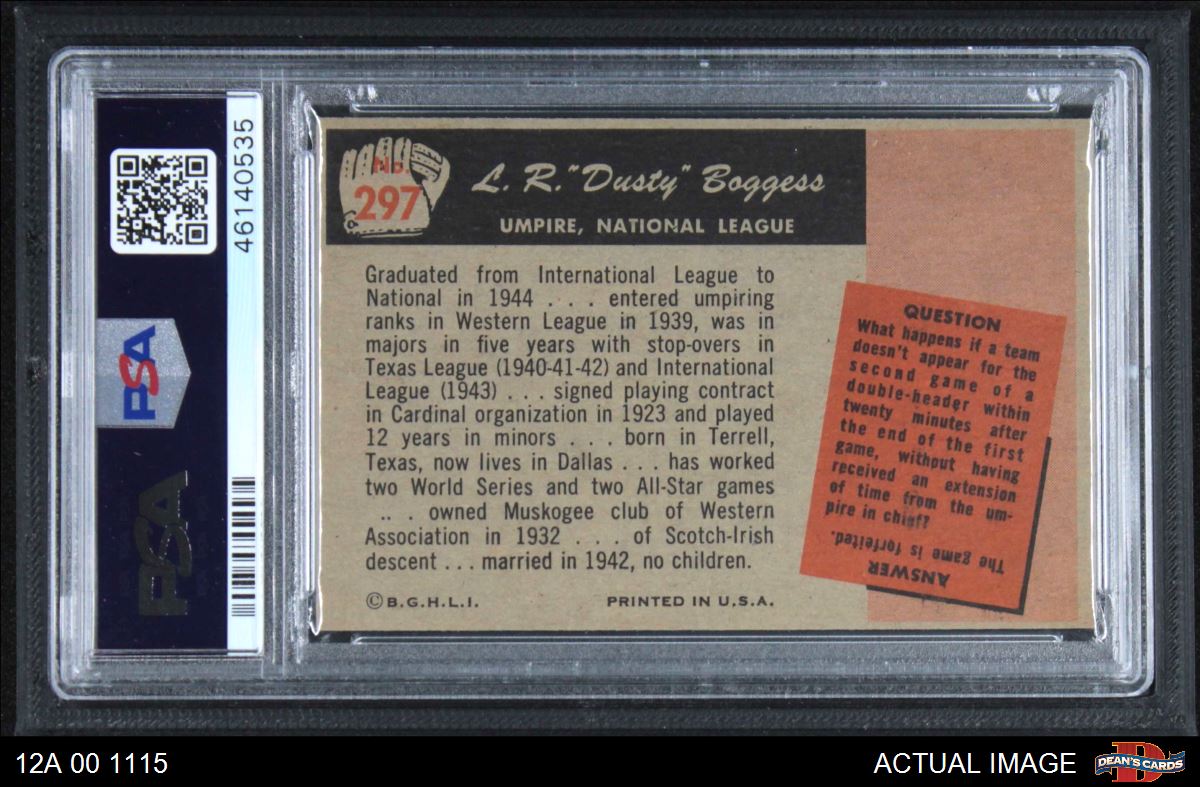 46140535
PSA
PSA
No.
297
L. R. "Dusty" Boggess
UMPIRE, NATIONAL LEAGUE
Graduated from International League to
National in 1944 . . . entered umpiring
ranks in Western League in 1939, was in
majors in five years with stop-overs in
Texas League (1940-41-42) and International
League (1943) . . . signed playing contract
in Cardinal organization in 1923 and played
12 years in minors . . . born in Terrell,
Texas, now lives in Dallas . . . has worked
two World Series and two All-Star games
. . . owned Muskogee club of Western
Association in 1932 . . . of Scotch-Irish
descent . . . married in 1942, no children.
©B.G.H.L.I.
PRINTED IN U.S.A.
QUESTION
What happens if a team
doesn't appear for the
second game of a
double-header within
twenty minutes after
the end of the first
game, without having
received an extension
of time from the um-
pire in chief?
ANSWER
The game is forfeited.
12A 00 1115
ACTUAL IMAGE
D
DEAN'S CARDS